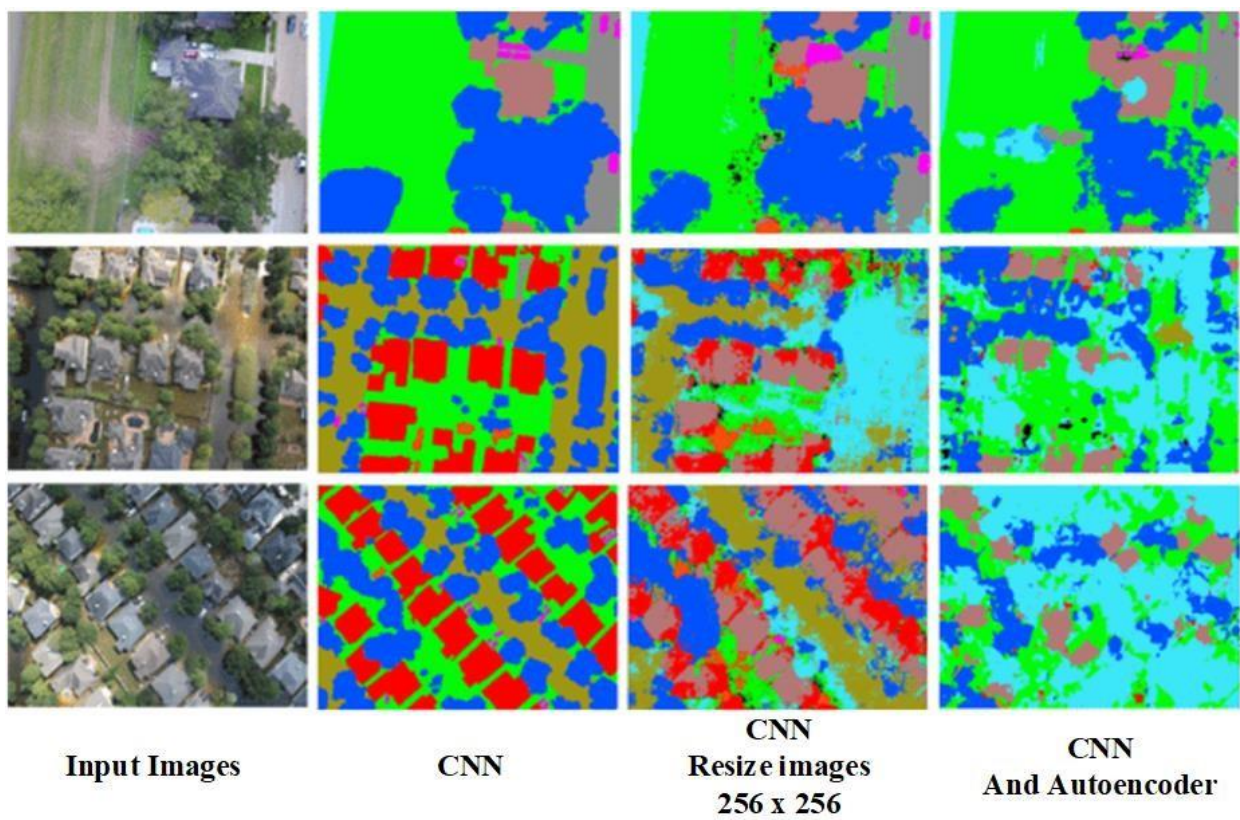 Input Images
CNN
CNN
Resize images
256 x 256
CNN
And Autoencoder